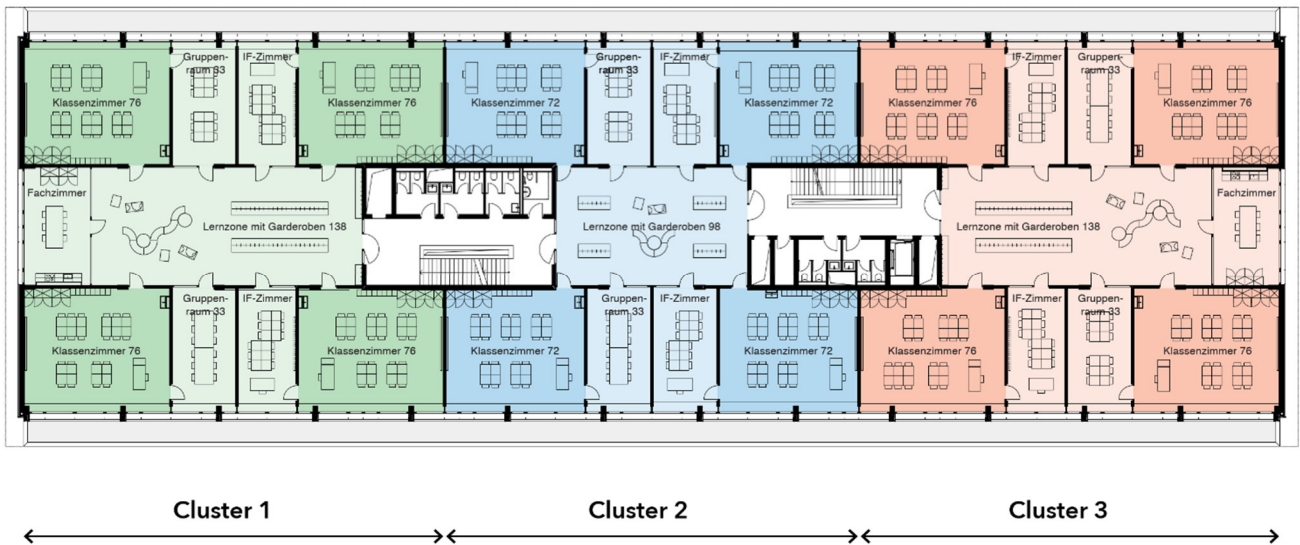 Gruppen-
raum 33
IF-Zimmer
Klassenzimmer 76
Klassenzimmer 76
Klassenzimmer 72
Gruppen-
raum 33
IF-Zimmer
Klassenzimmer 72
Klassenzimmer 76
IF-Zimmer
Gruppen-
raum 33
Klassenzimmer 76
Fachzimmer
Lernzone mit Garderoben 138
Lernzone mit Garderoben 98
Lernzone mit Garderoben 138
Fachzimmer
Klassenzimmer 76
Gruppen-
raum 33
IF-Zimmer
Klassenzimmer 76
Klassenzimmer 72
Gruppen-
raum 33
IF-Zimmer
Klassenzimmer 72
Klassenzimmer 76
IF-Zimmer
Gruppen-
raum 33
Klassenzimmer 76
Cluster 1
Cluster 2
Cluster 3